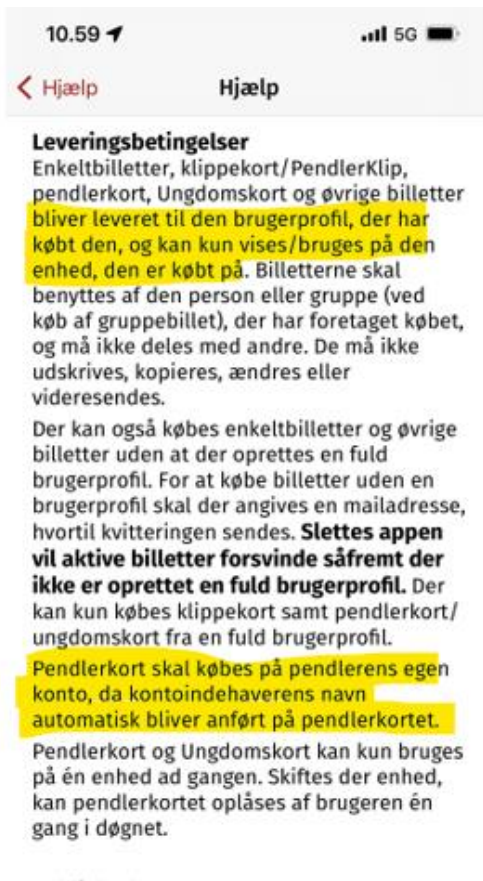 10.59
5G
Hjælp
Hjælp
Leveringsbetingelser
Enkeltbilletter, klippekort/PendlerKlip,
pendlerkort, Ungdomskort og øvrige billetter
bliver leveret til den brugerprofil, der har
købt den, og kan kun vises/bruges på den
enhed, den er købt på. Billetterne skal
benyttes af den person eller gruppe (ved
køb af gruppebillet), der har foretaget købet,
og må ikke deles med andre. De må ikke
udskrives, kopieres, ændres eller
videresendes.
Der kan også købes enkeltbilletter og øvrige
billetter uden at der oprettes en fuld
brugerprofil. For at købe billetter uden en
brugerprofil skal der angives en mailadresse,
hvortil kvitteringen sendes. Slettes appen
vil aktive billetter forsvinde såfremt der
ikke er oprettet en fuld brugerprofil. Der
kan kun købes klippekort samt pendlerkort/
ungdomskort fra en fuld brugerprofil.
Pendlerkort skal købes på pendlerens egen
konto, da kontoindehaverens navn
automatisk bliver anført på pendlerkortet.
Pendlerkort og Ungdomskort kan kun bruges
på én enhed ad gangen. Skiftes der enhed,
kan pendlerkortet oplåses af brugeren én
gang i døgnet.